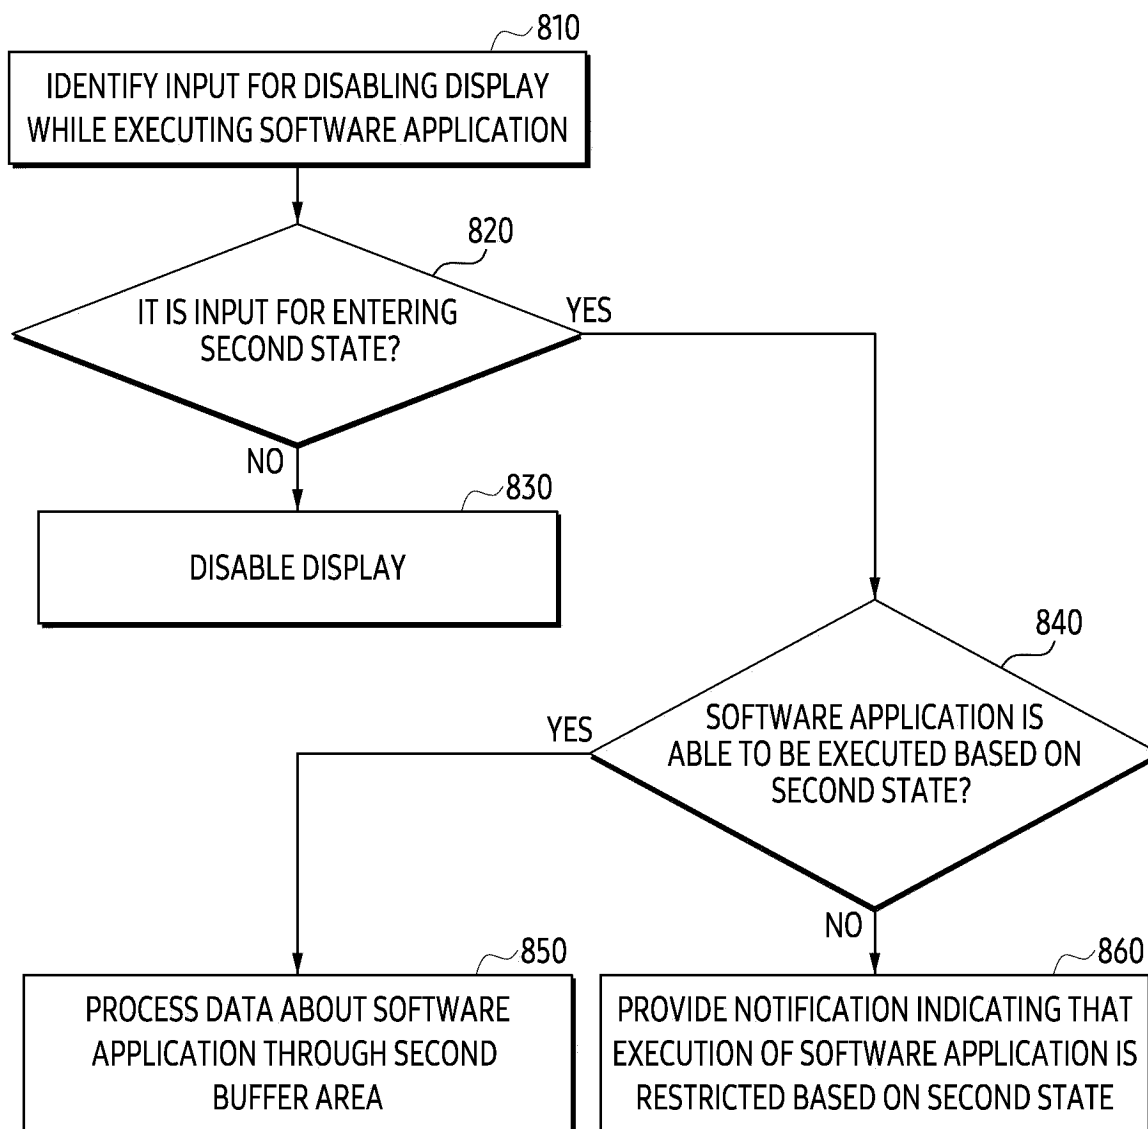 810
IDENTIFY INPUT FOR DISABLING DISPLAY
WHILE EXECUTING SOFTWARE APPLICATION
820
IT IS INPUT FOR ENTERING
SECOND STATE?
YES
NO
830
DISABLE DISPLAY
840
SOFTWARE APPLICATION IS
ABLE TO BE EXECUTED BASED ON
SECOND STATE?
YES
NO
850
PROCESS DATA ABOUT SOFTWARE
APPLICATION THROUGH SECOND
BUFFER AREA
860
PROVIDE NOTIFICATION INDICATING THAT
EXECUTION OF SOFTWARE APPLICATION IS
RESTRICTED BASED ON SECOND STATE